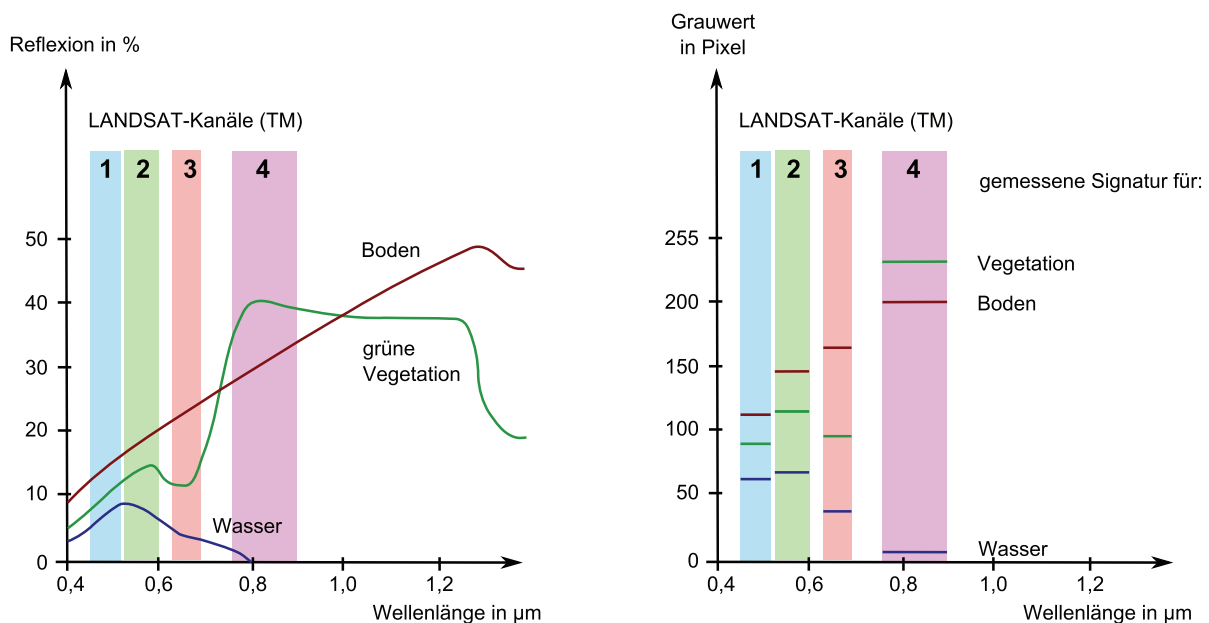 Reflexion in %
LANDSAT-Kanäle (TM)
1 2 3 4
50
40
30
20
10
0
Boden
grüne
Vegetation
Wasser
0,4 0,6 0,8 1,0 1,2
Wellenlänge in µm
Grauwert
in Pixel
LANDSAT-Kanäle (TM)
1 2 3 4
gemessene Signatur für:
255
200
150
100
50
0
Vegetation
Boden
Wasser
0,4 0,6 0,8 1,0 1,2
Wellenlänge in µm